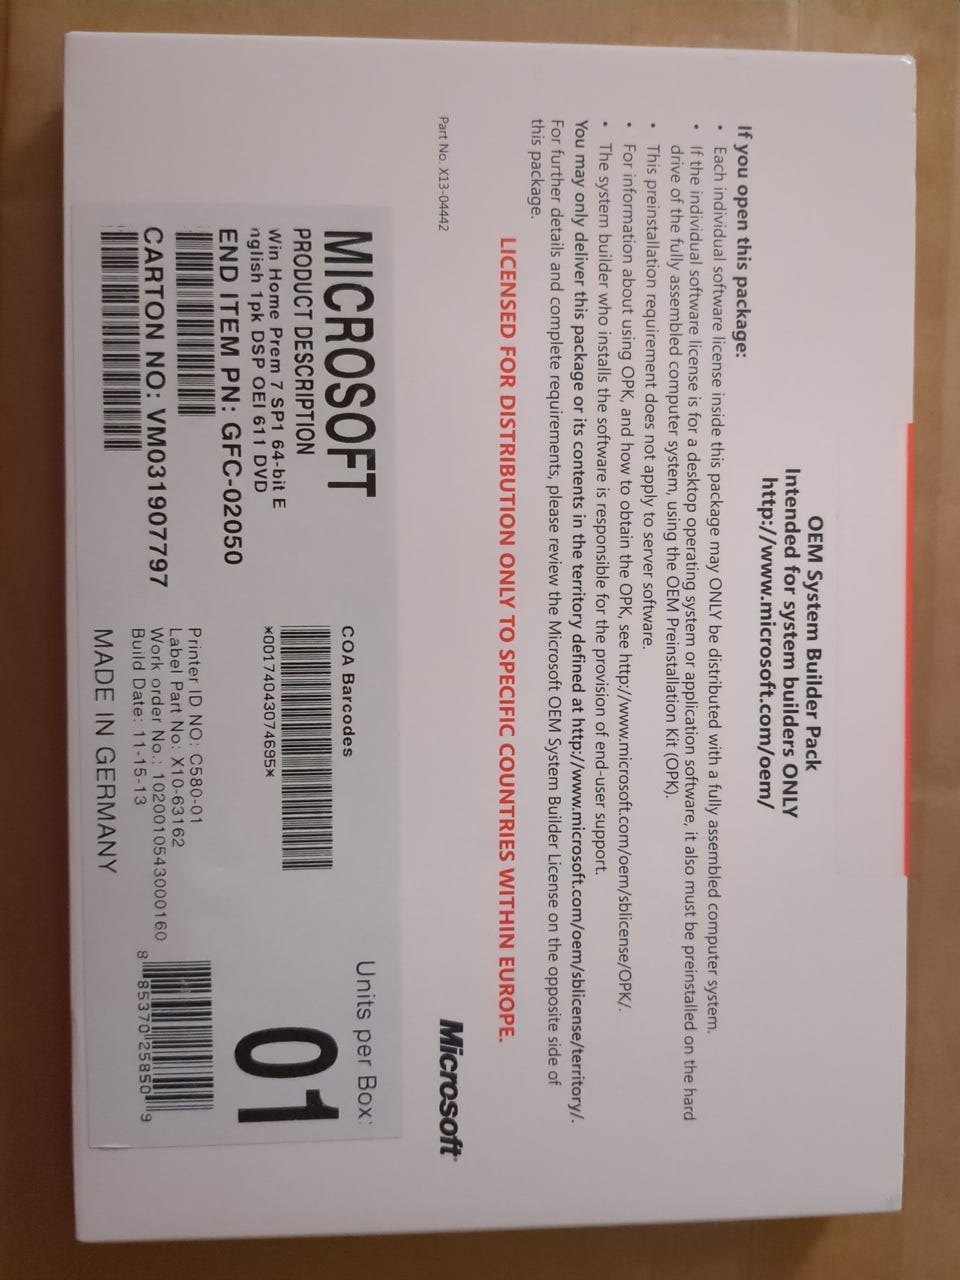 OEM System Builder Pack
Intended for system builders ONLY
http://www.microsoft.com/oem/
If you open this package:
• Each individual software license inside this package may ONLY be distributed with a fully assembled computer system.
• If the individual software license is for a desktop operating system or application software, it also must be preinstalled on the hard
drive of the fully assembled computer system, using the OEM Preinstallation Kit (OPK).
• This preinstallation requirement does not apply to server software.
• For information about using OPK, and how to obtain the OPK, see http://www.microsoft.com/oem/sblicense/OPK/.
• The system builder who installs the software is responsible for the provision of end-user support.
You may only deliver this package or its contents in the territory defined at http://www.microsoft.com/oem/sblicense/territory/.
For further details and complete requirements, please review the Microsoft OEM System Builder License on the opposite side of
this package.
LICENSED FOR DISTRIBUTION ONLY TO SPECIFIC COUNTRIES WITHIN EUROPE.
Part No. X13-04442
Microsoft
MICROSOFT
PRODUCT DESCRIPTION
Win Home Prem 7 SP1 64-bit E
nglish 1pk DSP OEI 611 DVD
END ITEM PN: GFC-02050
CARTON NO: VM031907797
COA Barcodes
*00174043074695*
Printer ID NO: C580-01
Label Part No: X10-63162
Work order No.: 10200105430000160
Build Date: 11-15-13
MADE IN GERMANY
Units per Box:
01
8 85370 25850 9